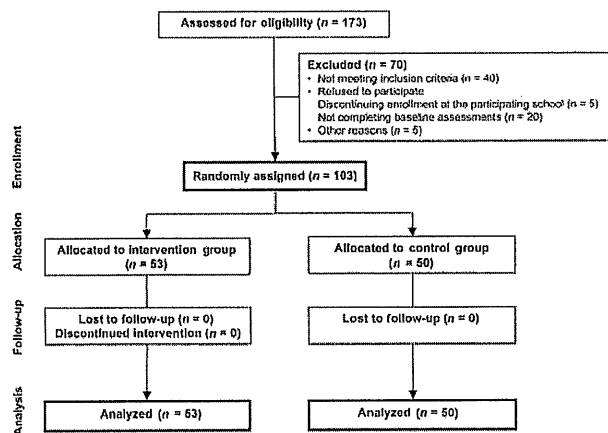 Assessed for eligibility (n = 173)
Excluded (n = 70)
• Not meeting inclusion criteria (n = 40)
• Refused to participate
Discontinuing enrollment at the participating school (n = 5)
Not completing baseline assessments (n = 20)
• Other reasons (n = 5)
Enrollment
Randomly assigned (n = 103)
Allocation
Allocated to intervention group
(n = 53)
Allocated to control group
(n = 50)
Follow-up
Lost to follow-up (n = 0)
Discontinued intervention (n = 0)
Lost to follow-up (n = 0)
Analysis
Analyzed (n = 53)
Analyzed (n = 50)